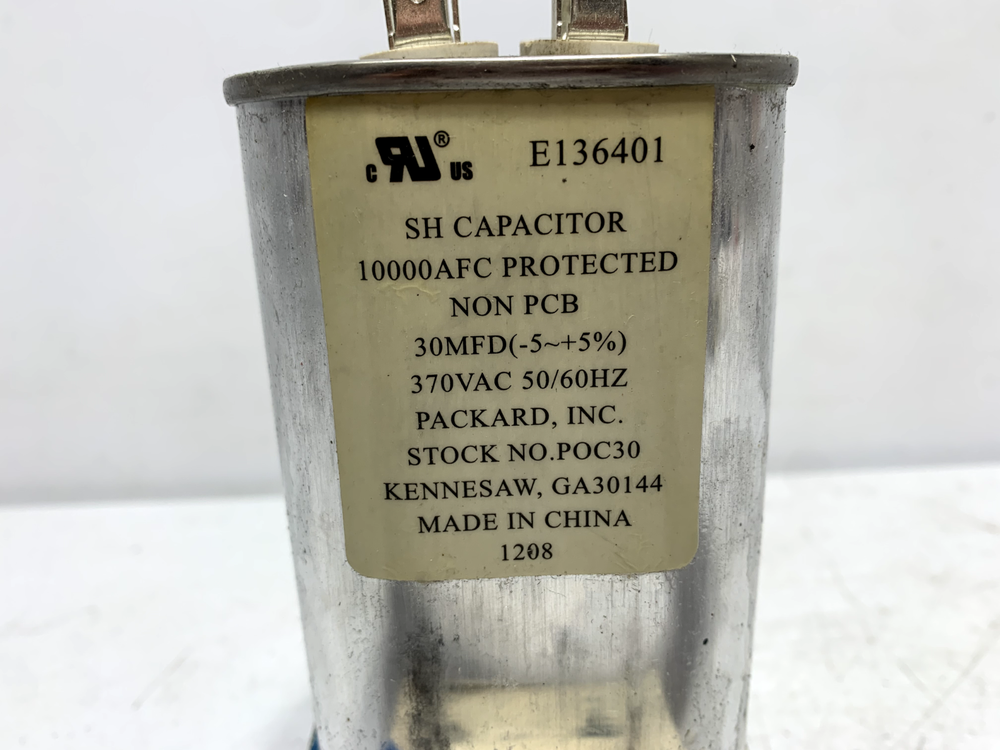 c RU ® US E136401
SH CAPACITOR
10000AFC PROTECTED
NON PCB
30MFD(-5~+5%)
370VAC 50/60HZ
PACKARD, INC.
STOCK NO.POC30
KENNESAW, GA30144
MADE IN CHINA
1208